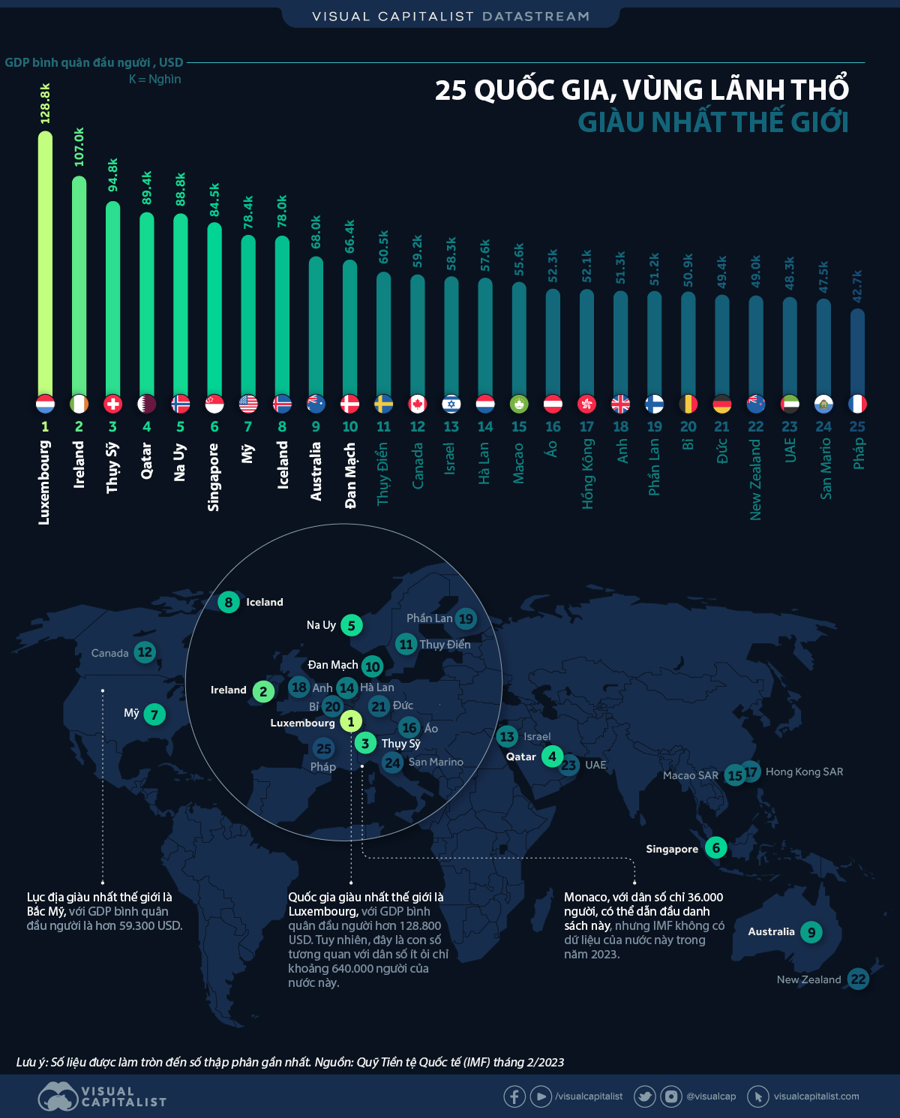 VISUAL CAPITALIST DATASTREAM
GDP bình quân đầu người , USD
K = Nghìn
25 QUỐC GIA, VÙNG LÃNH THỔ
GIÀU NHẤT THẾ GIỚI
128.8k
107.0k
94.8k
89.4k
88.8k
84.5k
78.4k
78.0k
68.0k
66.4k
60.5k
59.2k
58.3k
57.6k
55.6k
52.3k
52.1k
51.3k
51.2k
50.9k
49.4k
49.0k
48.3k
47.5k
42.7k
1 2 3 4 5 6 7 8 9 10 11 12 13 14 15 16 17 18 19 20 21 22 23 24 25
Luxembourg
Ireland
Thụy Sỹ
Qatar
Na Uy
Singapore
Mỹ
Iceland
Australia
Đan Mạch
Thụy Điển
Canada
Israel
Hà Lan
Macao
Áo
Hồng Kông
Anh
Phần Lan
Bỉ
Đức
New Zealand
UAE
San Mario
Pháp
8 Iceland
Na Uy 5
Phần Lan 19
11 Thụy Điển
Canada 12
Đan Mạch 10
Ireland 2
18 Anh
14 Hà Lan
Bỉ 20
21 Đức
Mỹ 7
Luxembourg 1
16 Áo
13 Israel
3 Thụy Sỹ
25
Pháp
24 San Marino
Qatar 4
23 UAE
Macao SAR 15
17 Hong Kong SAR
Singapore 6
Australia 9
New Zealand 22
Lục địa giàu nhất thế giới là
Bắc Mỹ, với GDP bình quân
đầu người là hơn 59.300 USD.
Quốc gia giàu nhất thế giới là
Luxembourg, với GDP bình
quân đầu người hơn 128.800
USD. Tuy nhiên, đây là con số
tương quan với dân số ít ỏi chỉ
khoảng 640.000 người của
nước này.
Monaco, với dân số chỉ 36.000
người, có thể dẫn đầu danh
sách này, nhưng IMF không có
dữ liệu của nước này trong
năm 2023.
Lưu ý: Số liệu được làm tròn đến số thập phân gần nhất. Nguồn: Quỹ Tiền tệ Quốc tế (IMF) tháng 2/2023
VISUAL
CAPITALIST
/visualcapitalist
@visualcap
visualcapitalist.com